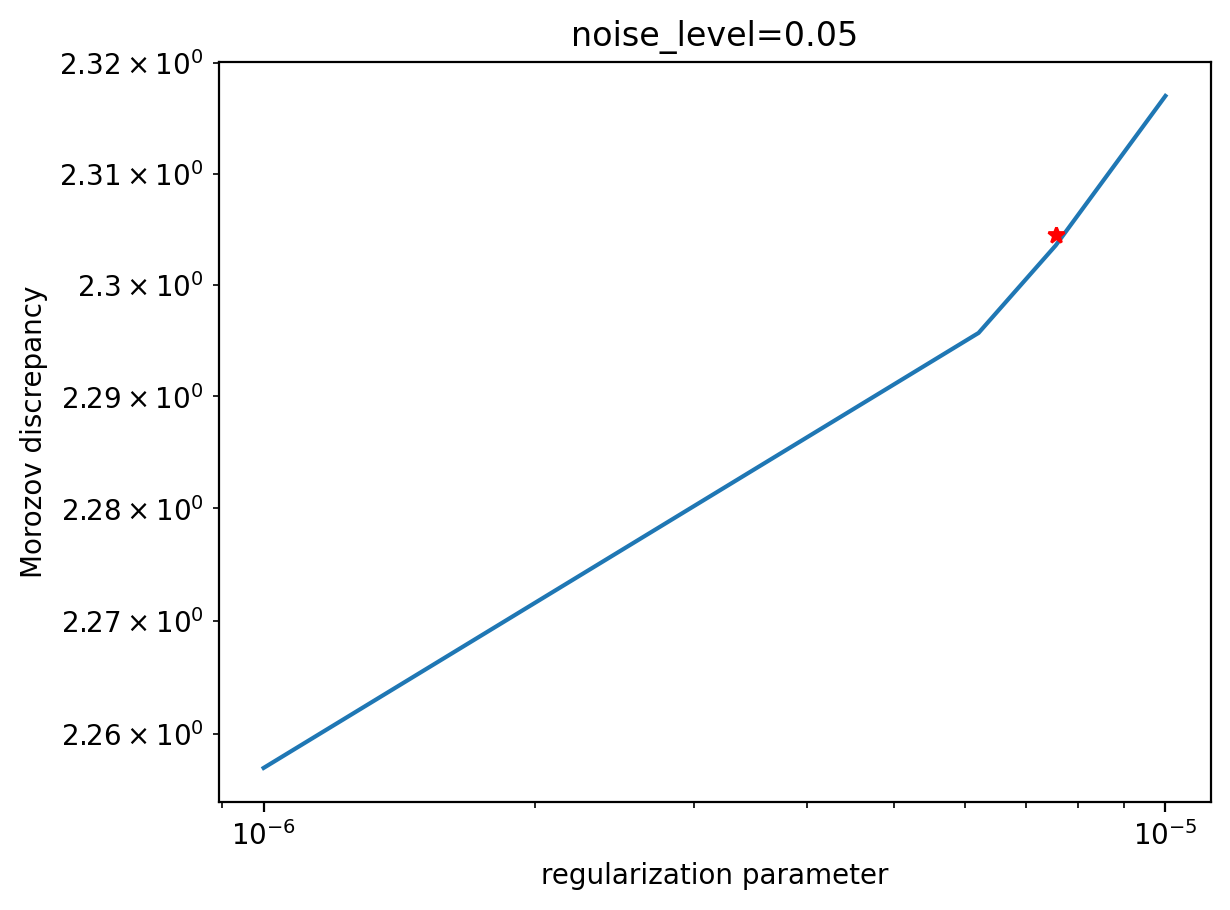 noise_level=0.05
2.32 × 10⁰
2.31 × 10⁰
2.3 × 10⁰
2.29 × 10⁰
2.28 × 10⁰
2.27 × 10⁰
2.26 × 10⁰
Morozov discrepancy
10⁻⁶
10⁻⁵
regularization parameter